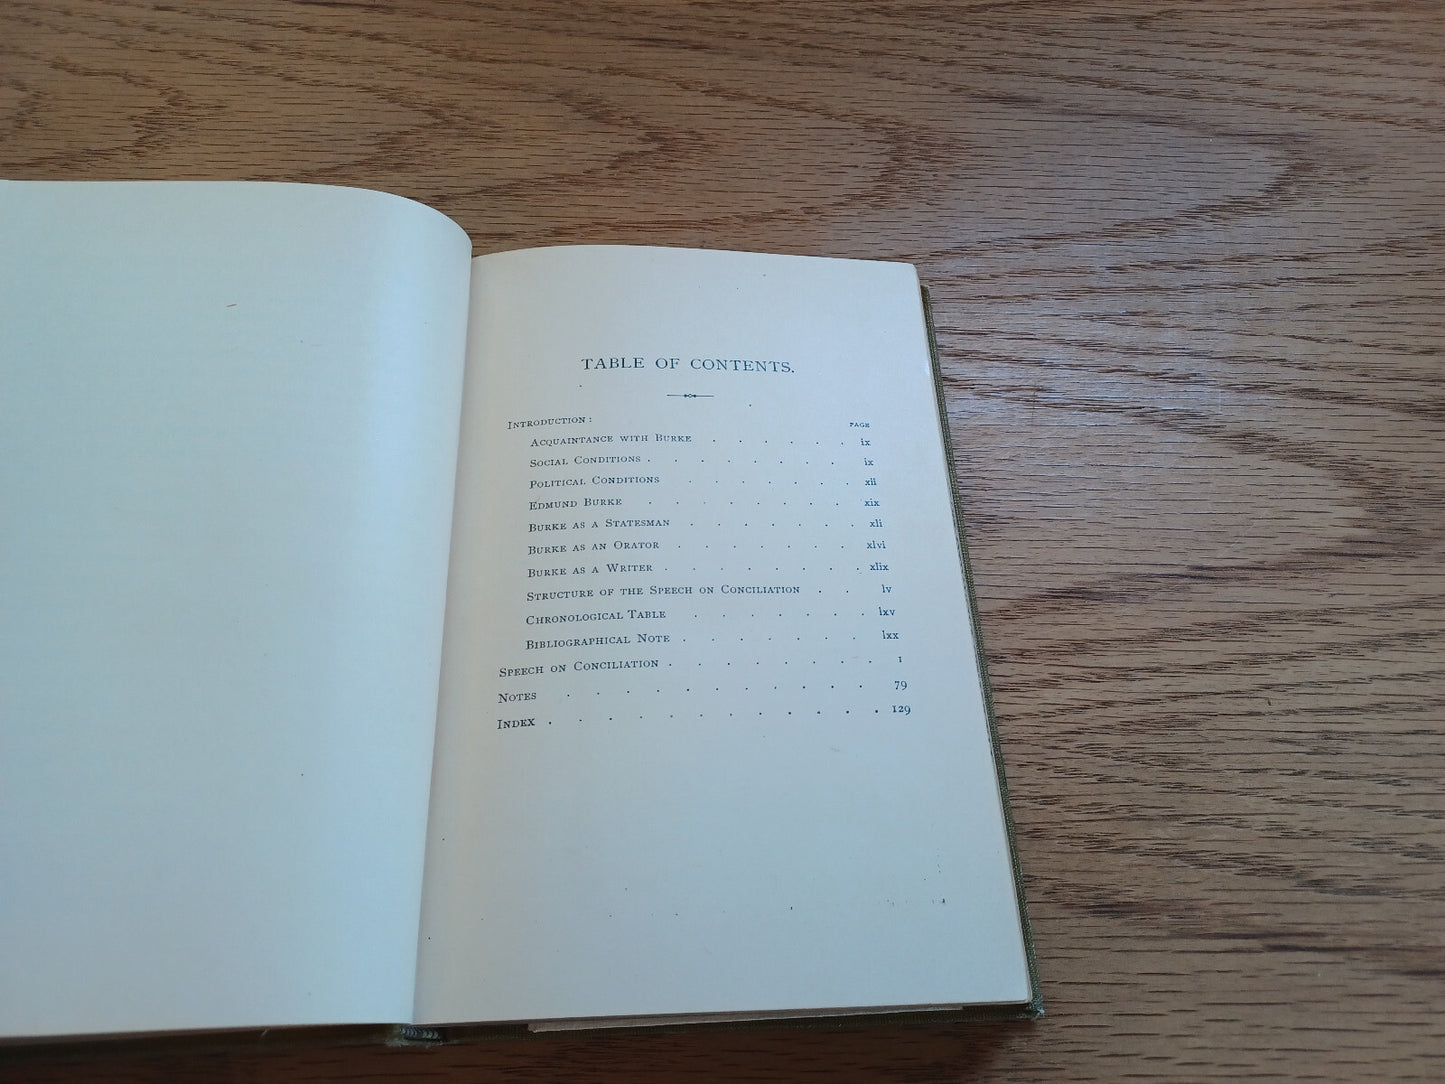 TABLE OF CONTENTS.
PAGE
INTRODUCTION:
ACQUAINTANCE WITH BURKE . . . . . ix
SOCIAL CONDITIONS . . . . . . . . ix
POLITICAL CONDITIONS . . . . . . . xii
EDMUND BURKE . . . . . . . . xix
BURKE AS A STATESMAN . . . . . . . xli
BURKE AS AN ORATOR . . . . . . . xlvi
BURKE AS A WRITER . . . . . . . . xlix
STRUCTURE OF THE SPEECH ON CONCILIATION . . lv
CHRONOLOGICAL TABLE . . . . . . . lxv
BIBLIOGRAPHICAL NOTE . . . . . . . lxx
SPEECH ON CONCILIATION . . . . . . . . 1
NOTES . . . . . . . . . . . 79
INDEX . . . . . . . . . . . . 129